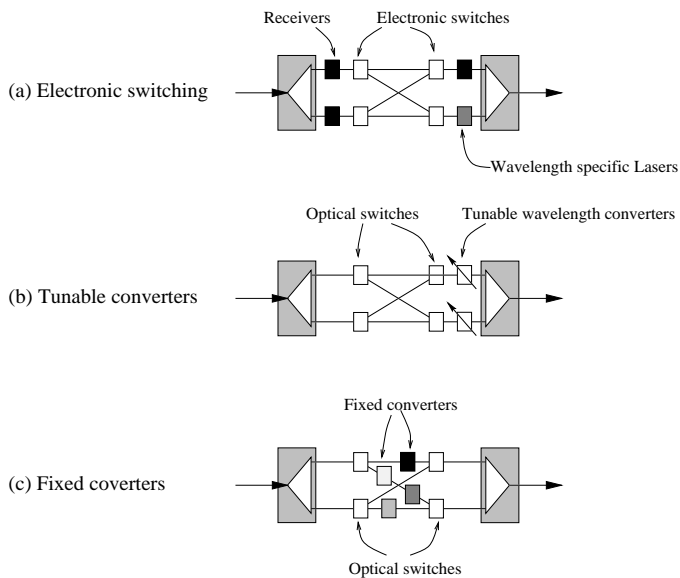 Receivers
Electronic switches
(a) Electronic switching
Wavelength specific Lasers
Optical switches
Tunable wavelength converters
(b) Tunable converters
Fixed converters
(c) Fixed coverters
Optical switches